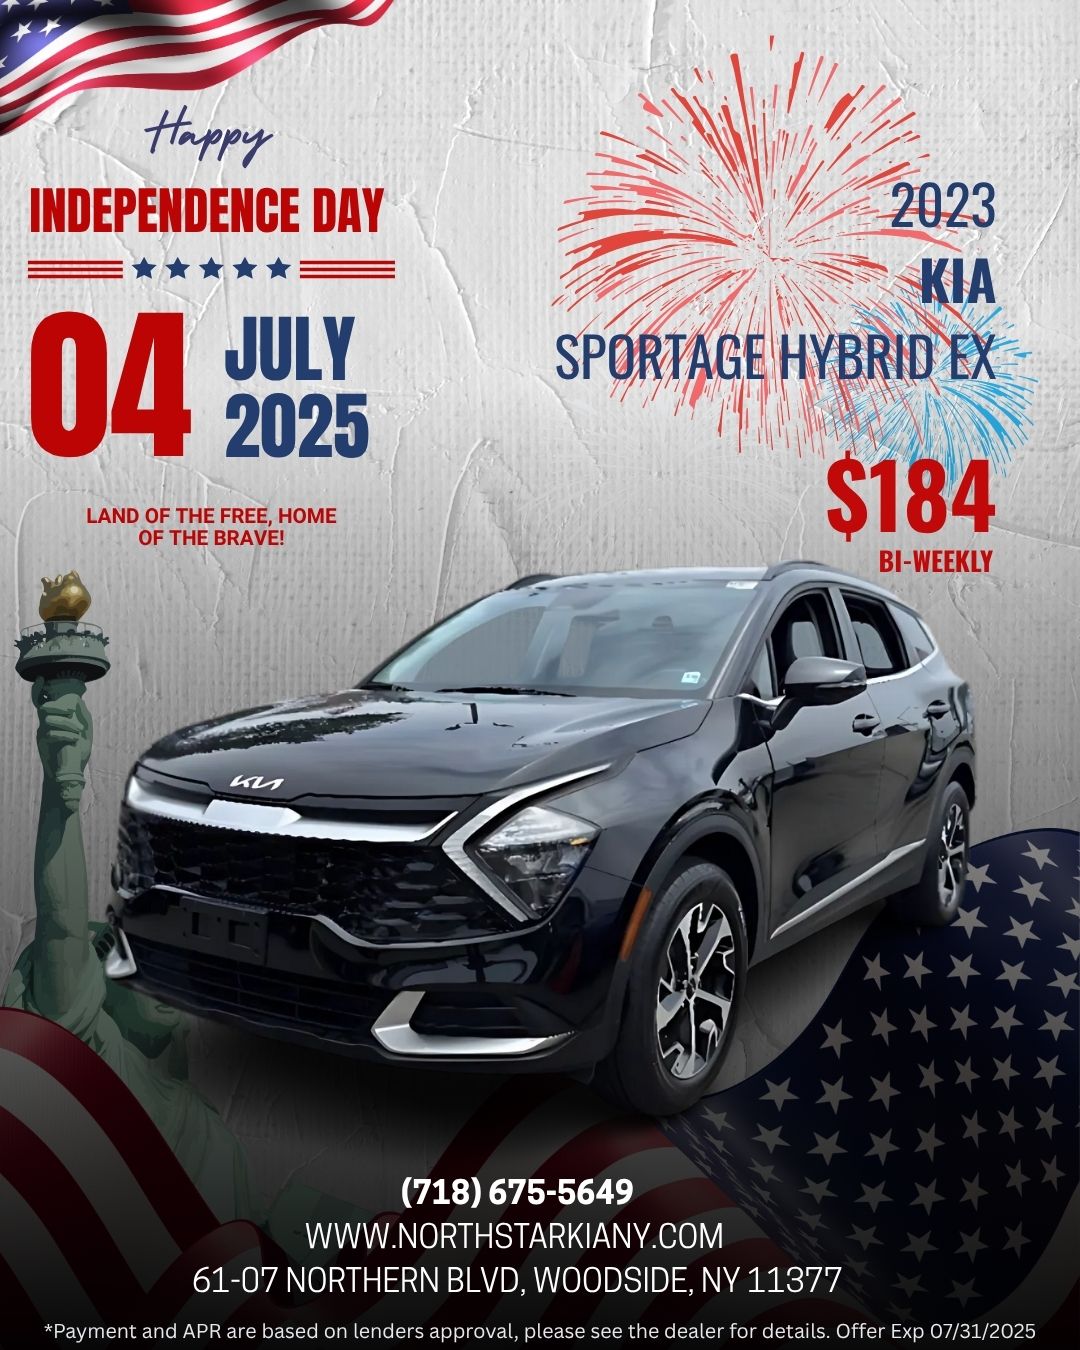 Happy
INDEPENDENCE DAY
04
JULY
2025
LAND OF THE FREE, HOME
OF THE BRAVE!
2023
KIA
SPORTAGE HYBRID EX
$184
BI-WEEKLY
KIA
(718) 675-5649
WWW.NORTHSTARKIANY.COM
61-07 NORTHERN BLVD, WOODSIDE, NY 11377
*Payment and APR are based on lenders approval, please see the dealer for details. Offer Exp 07/31/2025